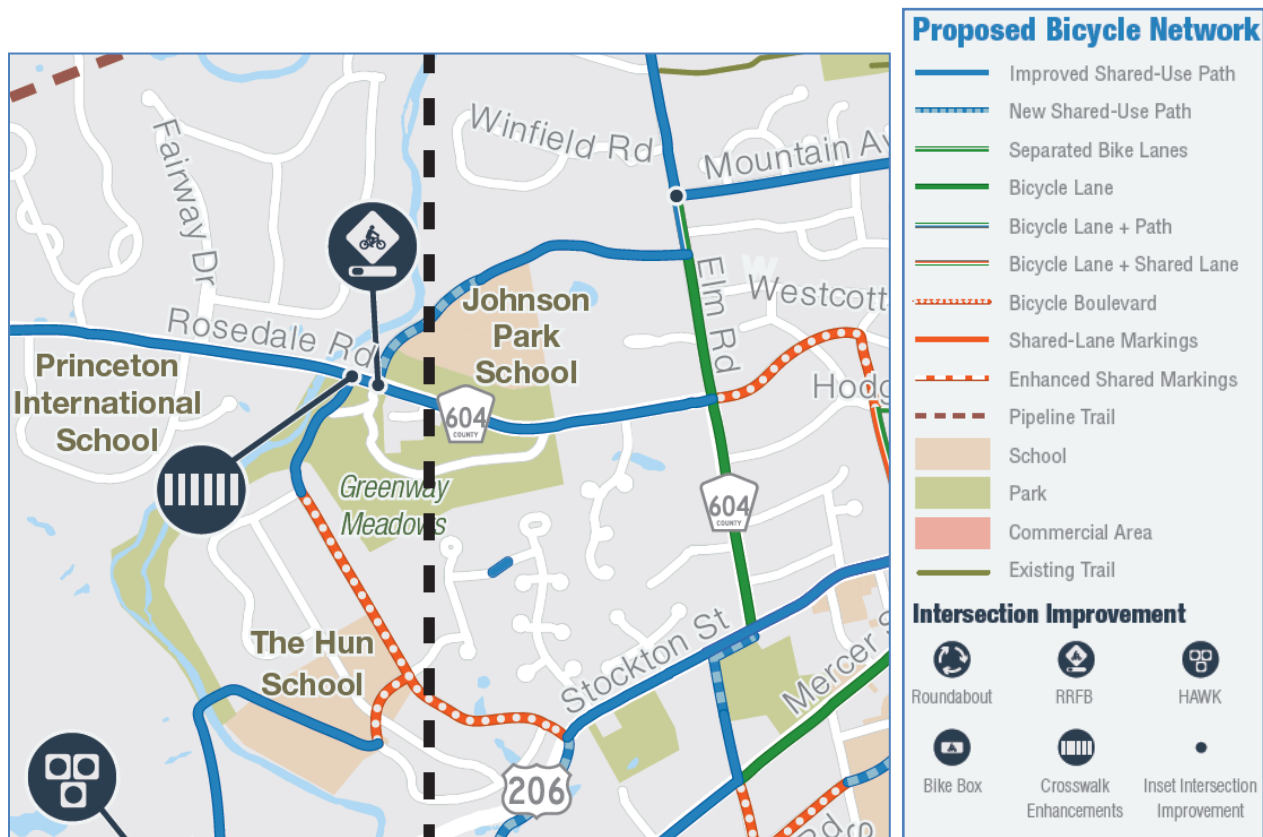 Winfield Rd
Mountain Av
Fairway Dr
Elm Rd
W
Westcott
Johnson
Park
School
Rosedale Rd
Princeton
International
School
604
COUNTY
Hodg
Greenway
Meadows
604
COUNTY
The Hun
School
Stockton St
Mercer S
206
Rd
S
Proposed Bicycle Network
Improved Shared-Use Path
New Shared-Use Path
Separated Bike Lanes
Bicycle Lane
Bicycle Lane + Path
Bicycle Lane + Shared Lane
Bicycle Boulevard
Shared-Lane Markings
Enhanced Shared Markings
Pipeline Trail
School
Park
Commercial Area
Existing Trail
Intersection Improvement
Roundabout
RRFB
HAWK
Bike Box
Crosswalk
Enhancements
Inset Intersection
Improvement